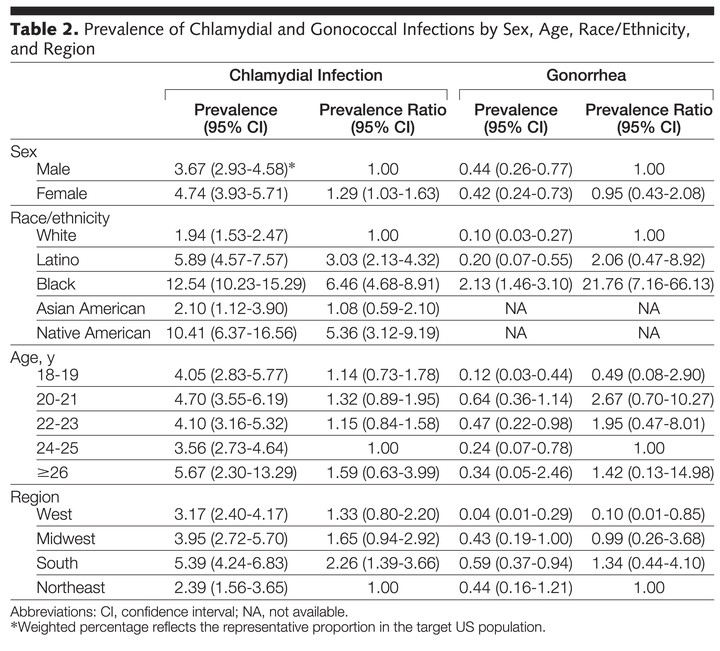 Table 2. Prevalence of Chlamydial and Gonococcal Infections by Sex, Age, Race/Ethnicity,
and Region
Chlamydial Infection Gonorrhea
Prevalence Prevalence Ratio Prevalence Prevalence Ratio
(95% CI) (95% CI) (95% CI) (95% CI)
Sex
Male 3.67 (2.93-4.58)* 1.00 0.44 (0.26-0.77) 1.00
Female 4.74 (3.93-5.71) 1.29 (1.03-1.63) 0.42 (0.24-0.73) 0.95 (0.43-2.08)
Race/ethnicity
White 1.94 (1.53-2.47) 1.00 0.10 (0.03-0.27) 1.00
Latino 5.89 (4.57-7.57) 3.03 (2.13-4.32) 0.20 (0.07-0.55) 2.06 (0.47-8.92)
Black 12.54 (10.23-15.29) 6.46 (4.68-8.91) 2.13 (1.46-3.10) 21.76 (7.16-66.13)
Asian American 2.10 (1.12-3.90) 1.08 (0.59-2.10) NA NA
Native American 10.41 (6.37-16.56) 5.36 (3.12-9.19) NA NA
Age, y
18-19 4.05 (2.83-5.77) 1.14 (0.73-1.78) 0.12 (0.03-0.44) 0.49 (0.08-2.90)
20-21 4.70 (3.55-6.19) 1.32 (0.89-1.95) 0.64 (0.36-1.14) 2.67 (0.70-10.27)
22-23 4.10 (3.16-5.32) 1.15 (0.84-1.58) 0.47 (0.22-0.98) 1.95 (0.47-8.01)
24-25 3.56 (2.73-4.64) 1.00 0.24 (0.07-0.78) 1.00
≥26 5.67 (2.30-13.29) 1.59 (0.63-3.99) 0.34 (0.05-2.46) 1.42 (0.13-14.98)
Region
West 3.17 (2.40-4.17) 1.33 (0.80-2.20) 0.04 (0.01-0.29) 0.10 (0.01-0.85)
Midwest 3.95 (2.72-5.70) 1.65 (0.94-2.92) 0.43 (0.19-1.00) 0.99 (0.26-3.68)
South 5.39 (4.24-6.83) 2.26 (1.39-3.66) 0.59 (0.37-0.94) 1.34 (0.44-4.10)
Northeast 2.39 (1.56-3.65) 1.00 0.44 (0.16-1.21) 1.00
Abbreviations: CI, confidence interval; NA, not available.
*Weighted percentage reflects the representative proportion in the target US population.